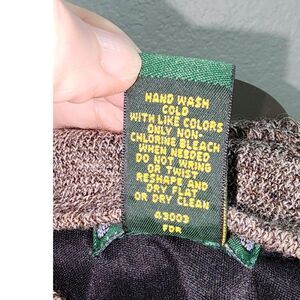 HAND WASH
COLD
WITH LIKE COLORS
ONLY NON-
CHLORINE BLEACH
WHEN NEEDED
DO NOT WRING
OR TWIST
RESHAPE AND
DRY FLAT
OR DRY CLEAN
43003
FDR